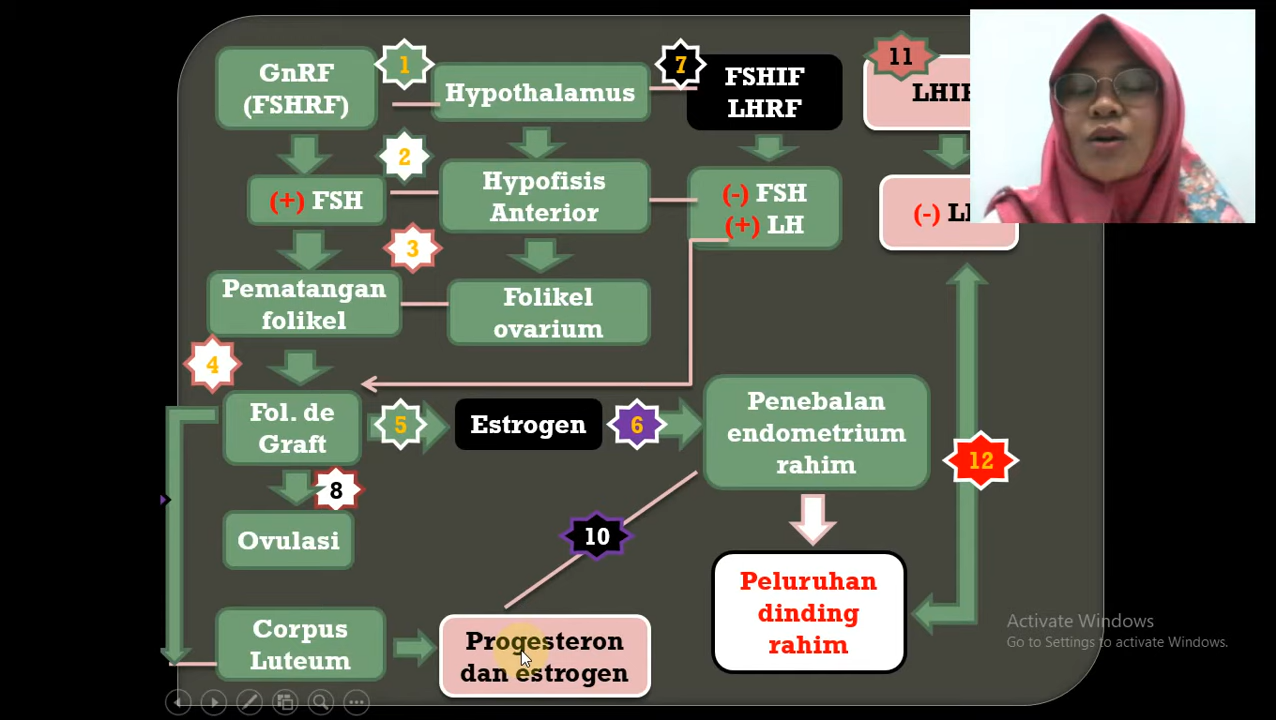 GnRF
(FSHRF)
1
Hypothalamus
7
FSHIF
LHRF
11
2
(+) FSH
Hypofisis
Anterior
(-) FSH
(+) LH
(-)
3
Pematangan
folikel
Folikel
ovarium
4
Fol. de
Graft
5
Estrogen
6
Penebalan
endometrium
rahim
12
8
Ovulasi
10
Peluruhan
dinding
rahim
Corpus
Luteum
Progesteron
dan estrogen
Activate Windows
Go to Settings to activate Windows.